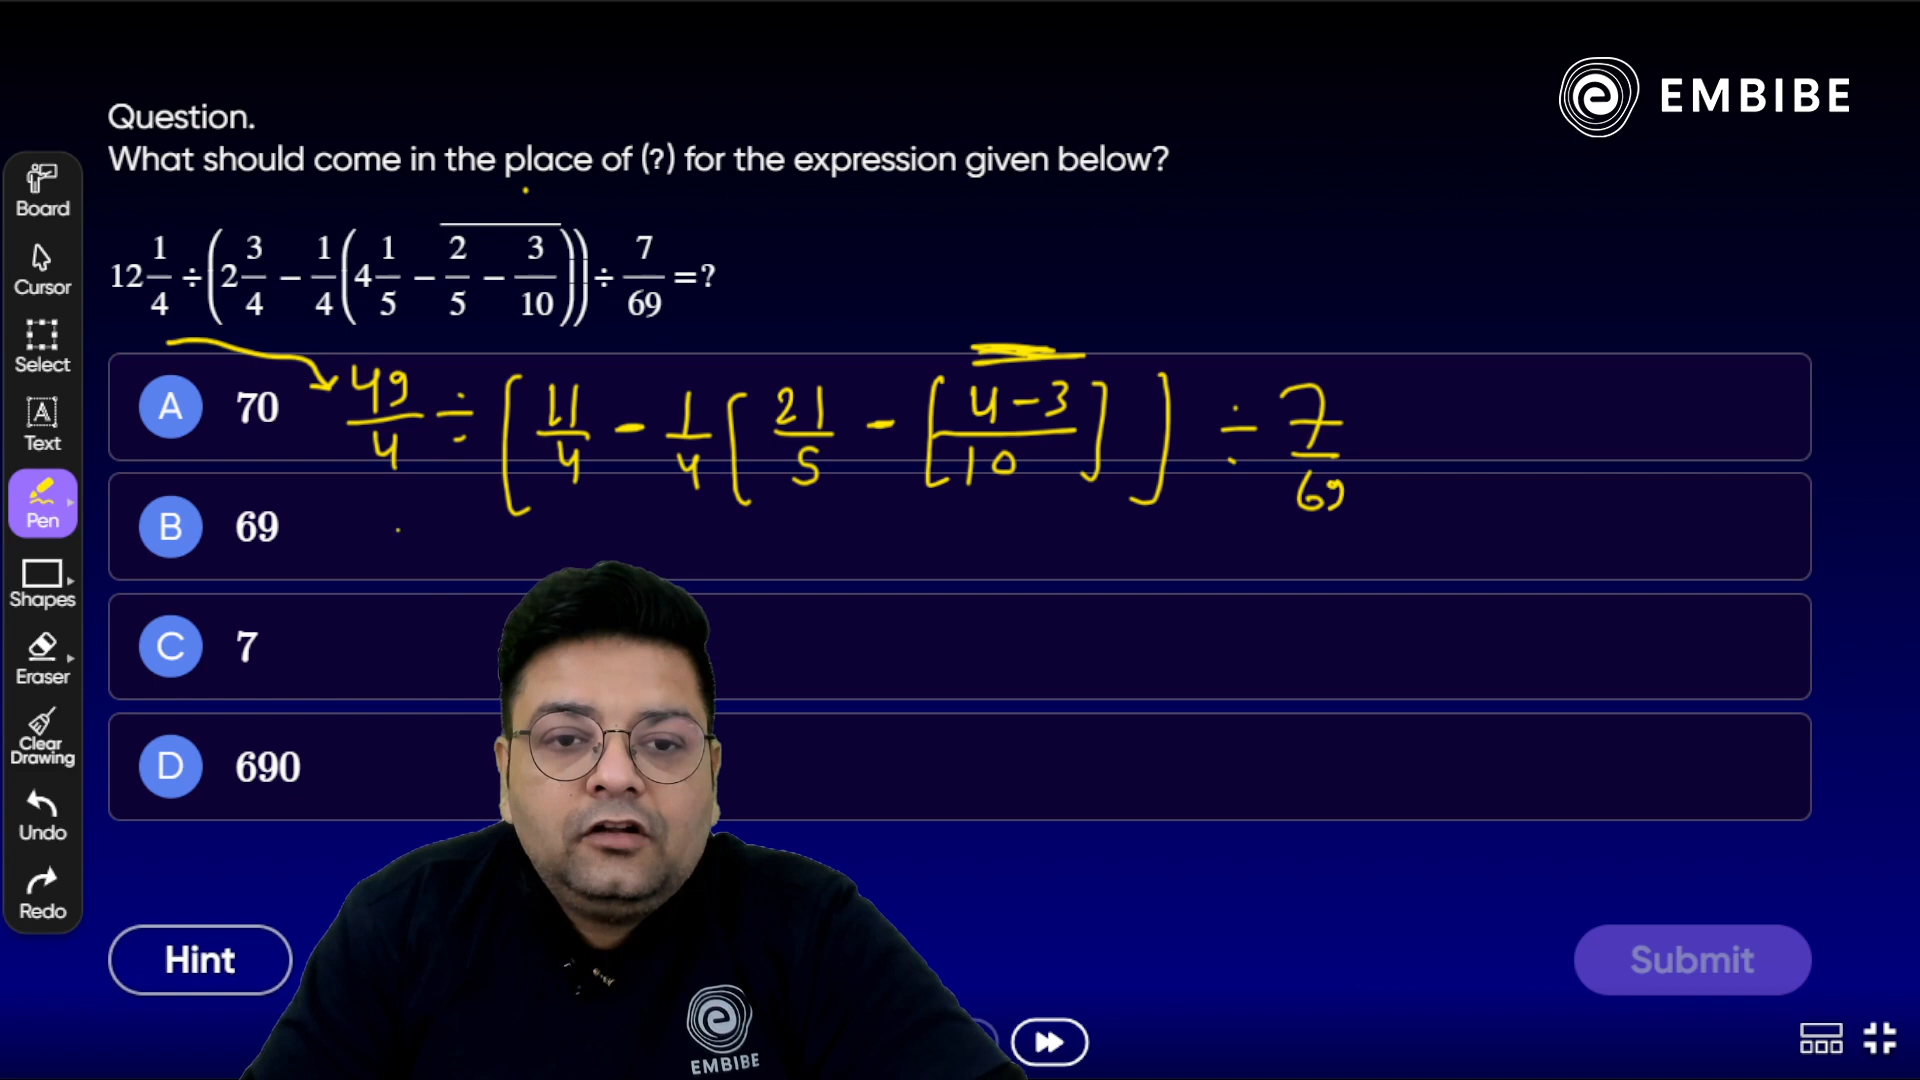 EMBIBE
Question.
What should come in the place of (?) for the expression given below?
12 1/4 ÷ (2 3/4 − 1/4 (4 1/5 − 2/5 − 3/10)) ÷ 7/69 = ?
Board
Cursor
Select
Text
Pen
Shapes
Eraser
Clear
Drawing
Undo
Redo
A 70
49/4 ÷ [11/4 - 1/4 [21/5 - [4-3/10] ] ÷ 7/69
B 69
C 7
D 690
Hint
Submit
EMBIBE